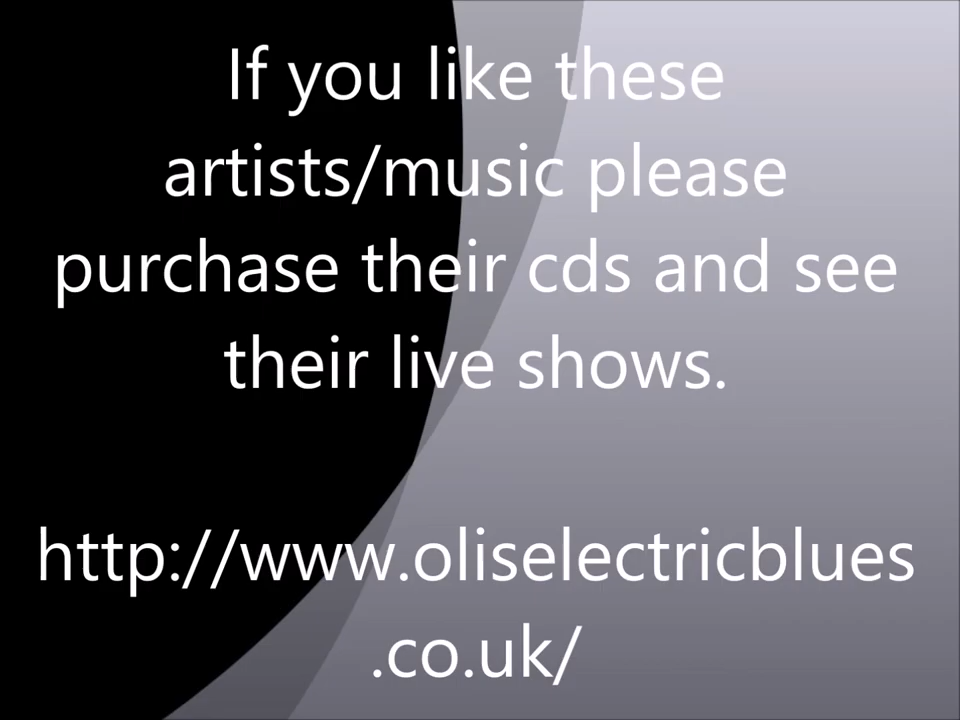 If you like these
artists/music please
purchase their cds and see
their live shows.
http://www.oliselectricblues
.co.uk/